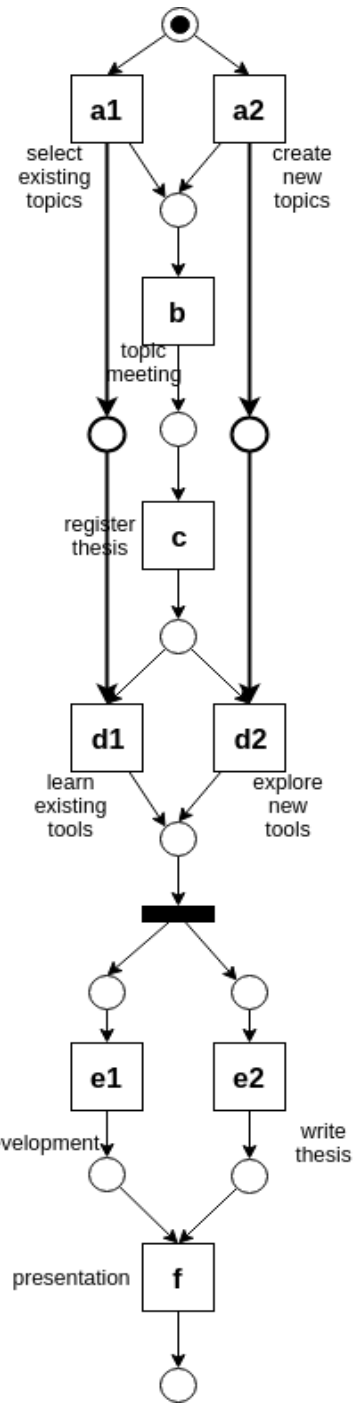 a1
a2
select
existing
topics
create
new
topics
b
topic
meeting
register
thesis
c
d1
d2
learn
existing
tools
explore
new
tools
e1
e2
velopment
write
thesis
presentation
f